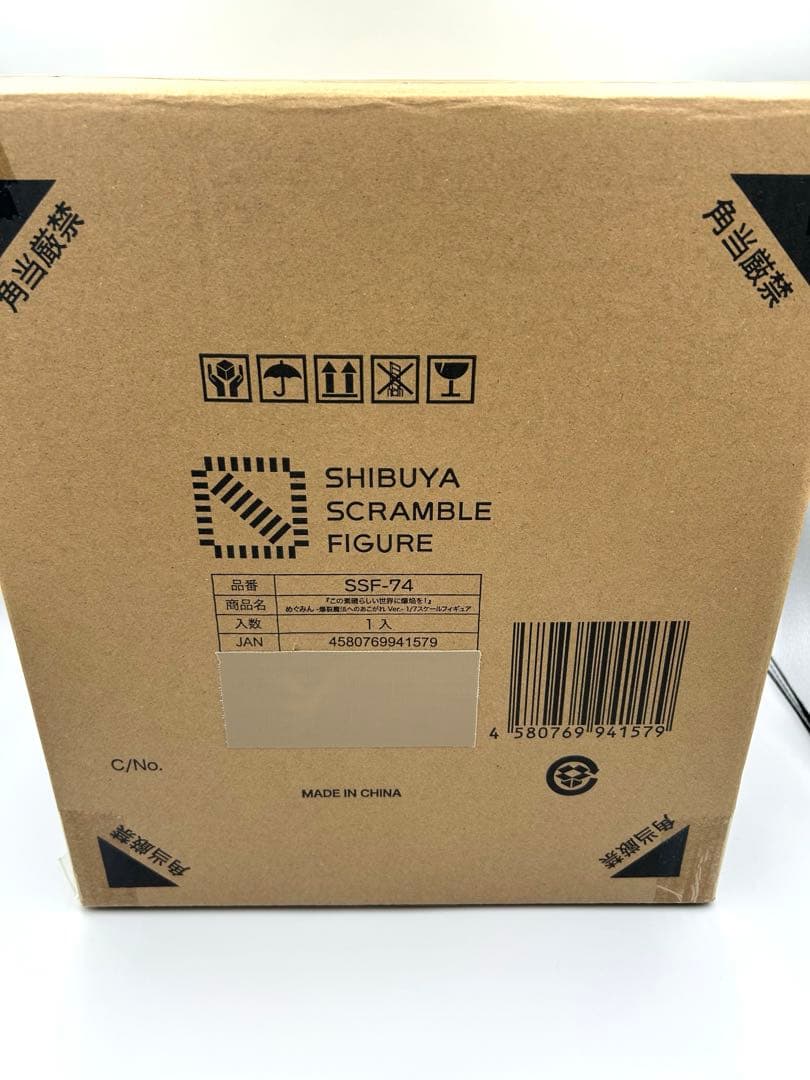 角当厳禁
角当厳禁
SHIBUYA
SCRAMBLE
FIGURE
品番 SSF-74
商品名 『この素晴らしい世界に爆焔を!』
めぐみん -爆裂魔法へのあこがれ Ver.- 1/7スケールフィギュア
入数 1入
JAN 4580769941579
4 580769 941579
C/No.
MADE IN CHINA
角当厳禁
角当厳禁